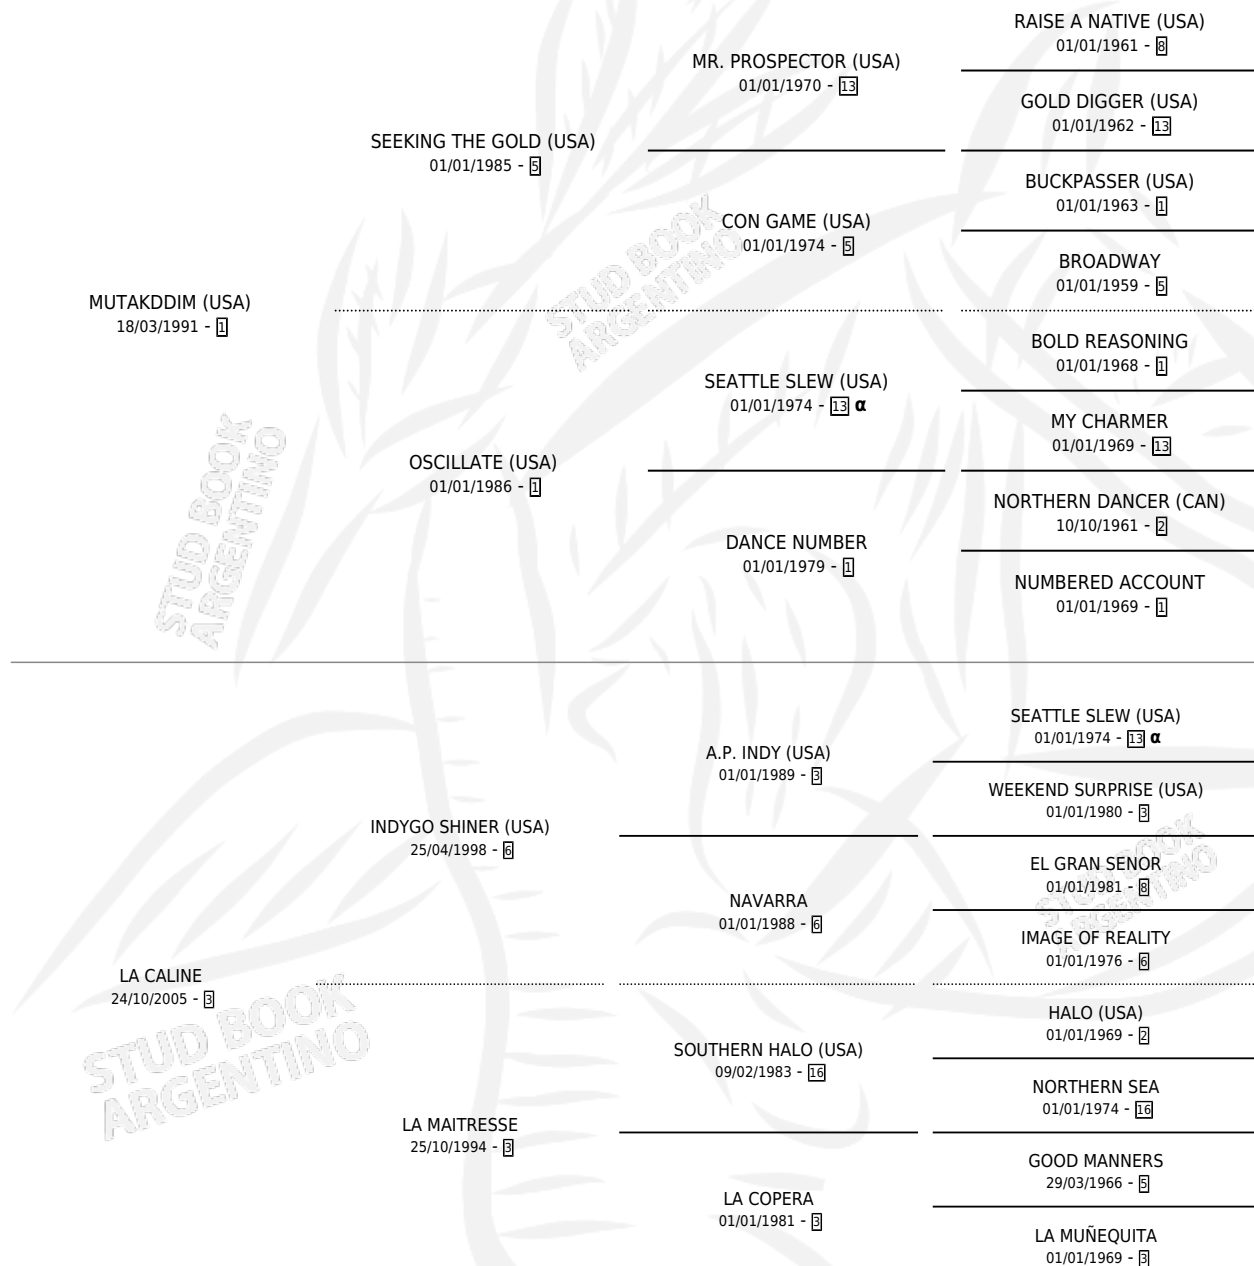 RAISE A NATIVE (USA)
01/01/1961 - 8
MR. PROSPECTOR (USA)
01/01/1970 - 13
GOLD DIGGER (USA)
01/01/1962 - 13
SEEKING THE GOLD (USA)
01/01/1985 - 5
BUCKPASSER (USA)
01/01/1963 - 1
CON GAME (USA)
01/01/1974 - 5
BROADWAY
01/01/1959 - 5
MUTAKDDIM (USA)
18/03/1991 - 1
BOLD REASONING
01/01/1968 - 1
SEATTLE SLEW (USA)
01/01/1974 - 13 α
MY CHARMER
01/01/1969 - 13
OSCILLATE (USA)
01/01/1986 - 1
NORTHERN DANCER (CAN)
10/10/1961 - 2
DANCE NUMBER
01/01/1979 - 1
NUMBERED ACCOUNT
01/01/1969 - 1
SEATTLE SLEW (USA)
01/01/1974 - 13 α
A.P. INDY (USA)
01/01/1989 - 3
WEEKEND SURPRISE (USA)
01/01/1980 - 3
INDYGO SHINER (USA)
25/04/1998 - 6
EL GRAN SENOR
01/01/1981 - 8
NAVARRA
01/01/1988 - 6
IMAGE OF REALITY
01/01/1976 - 6
LA CALINE
24/10/2005 - 3
HALO (USA)
01/01/1969 - 2
SOUTHERN HALO (USA)
09/02/1983 - 16
NORTHERN SEA
01/01/1974 - 16
LA MAITRESSE
25/10/1994 - 3
GOOD MANNERS
29/03/1966 - 5
LA COPERA
01/01/1981 - 3
LA MUÑEQUITA
01/01/1969 - 3
STUD BOOK
ARGENTINO
STUD BOOK
ARGENTINO
STUD BOOK
ARGENTINO
STUD BOOK
ARGENTINO